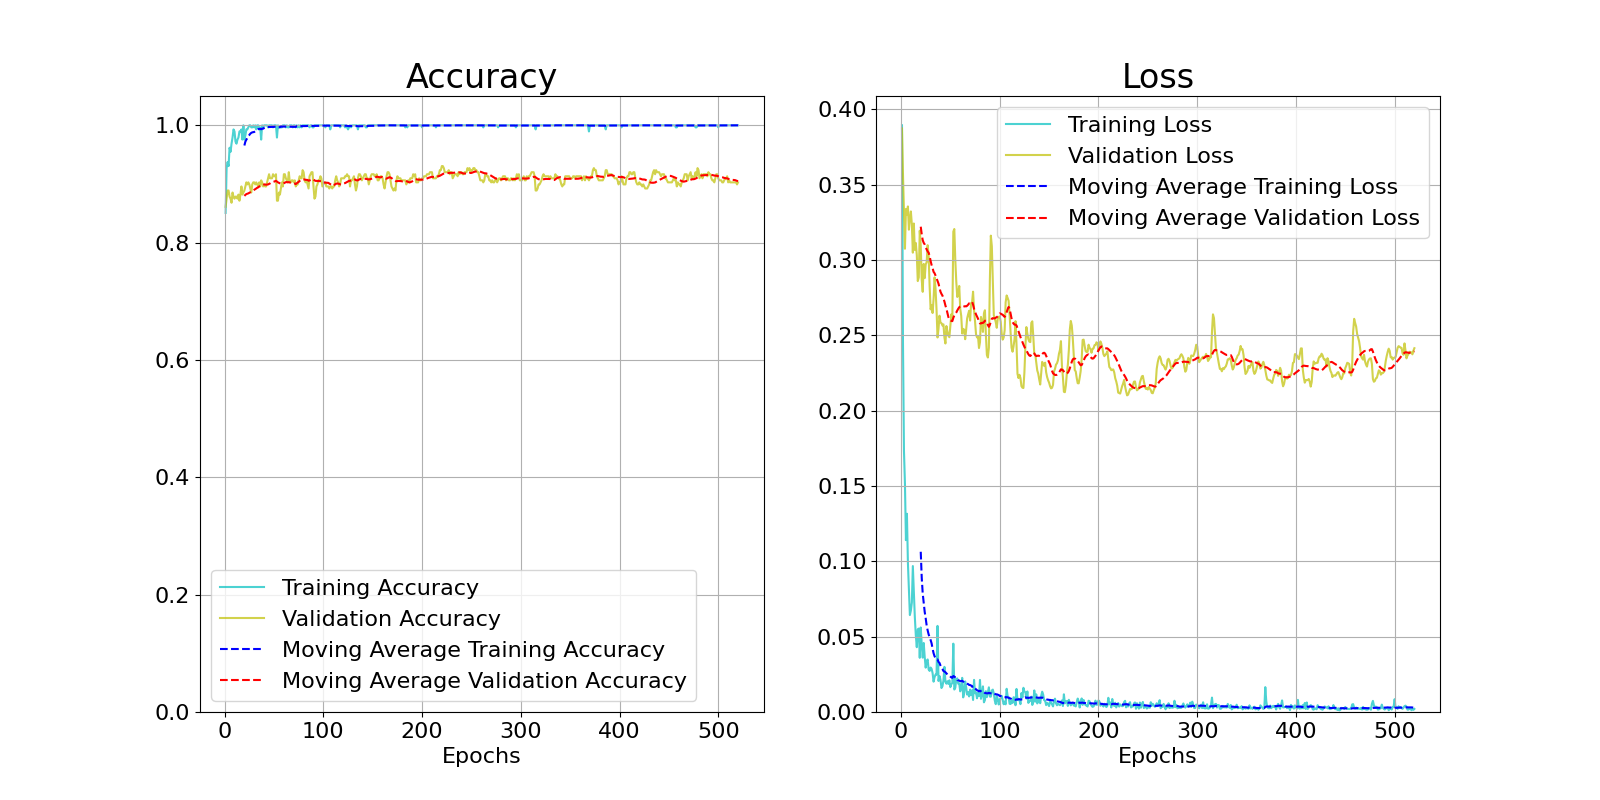 Accuracy
1.0
0.8
0.6
0.4
0.2
0.0
Training Accuracy
Validation Accuracy
Moving Average Training Accuracy
Moving Average Validation Accuracy
0 100 200 300 400 500
Epochs
Loss
0.40
0.35
0.30
0.25
0.20
0.15
0.10
0.05
0.00
Training Loss
Validation Loss
Moving Average Training Loss
Moving Average Validation Loss
0 100 200 300 400 500
Epochs